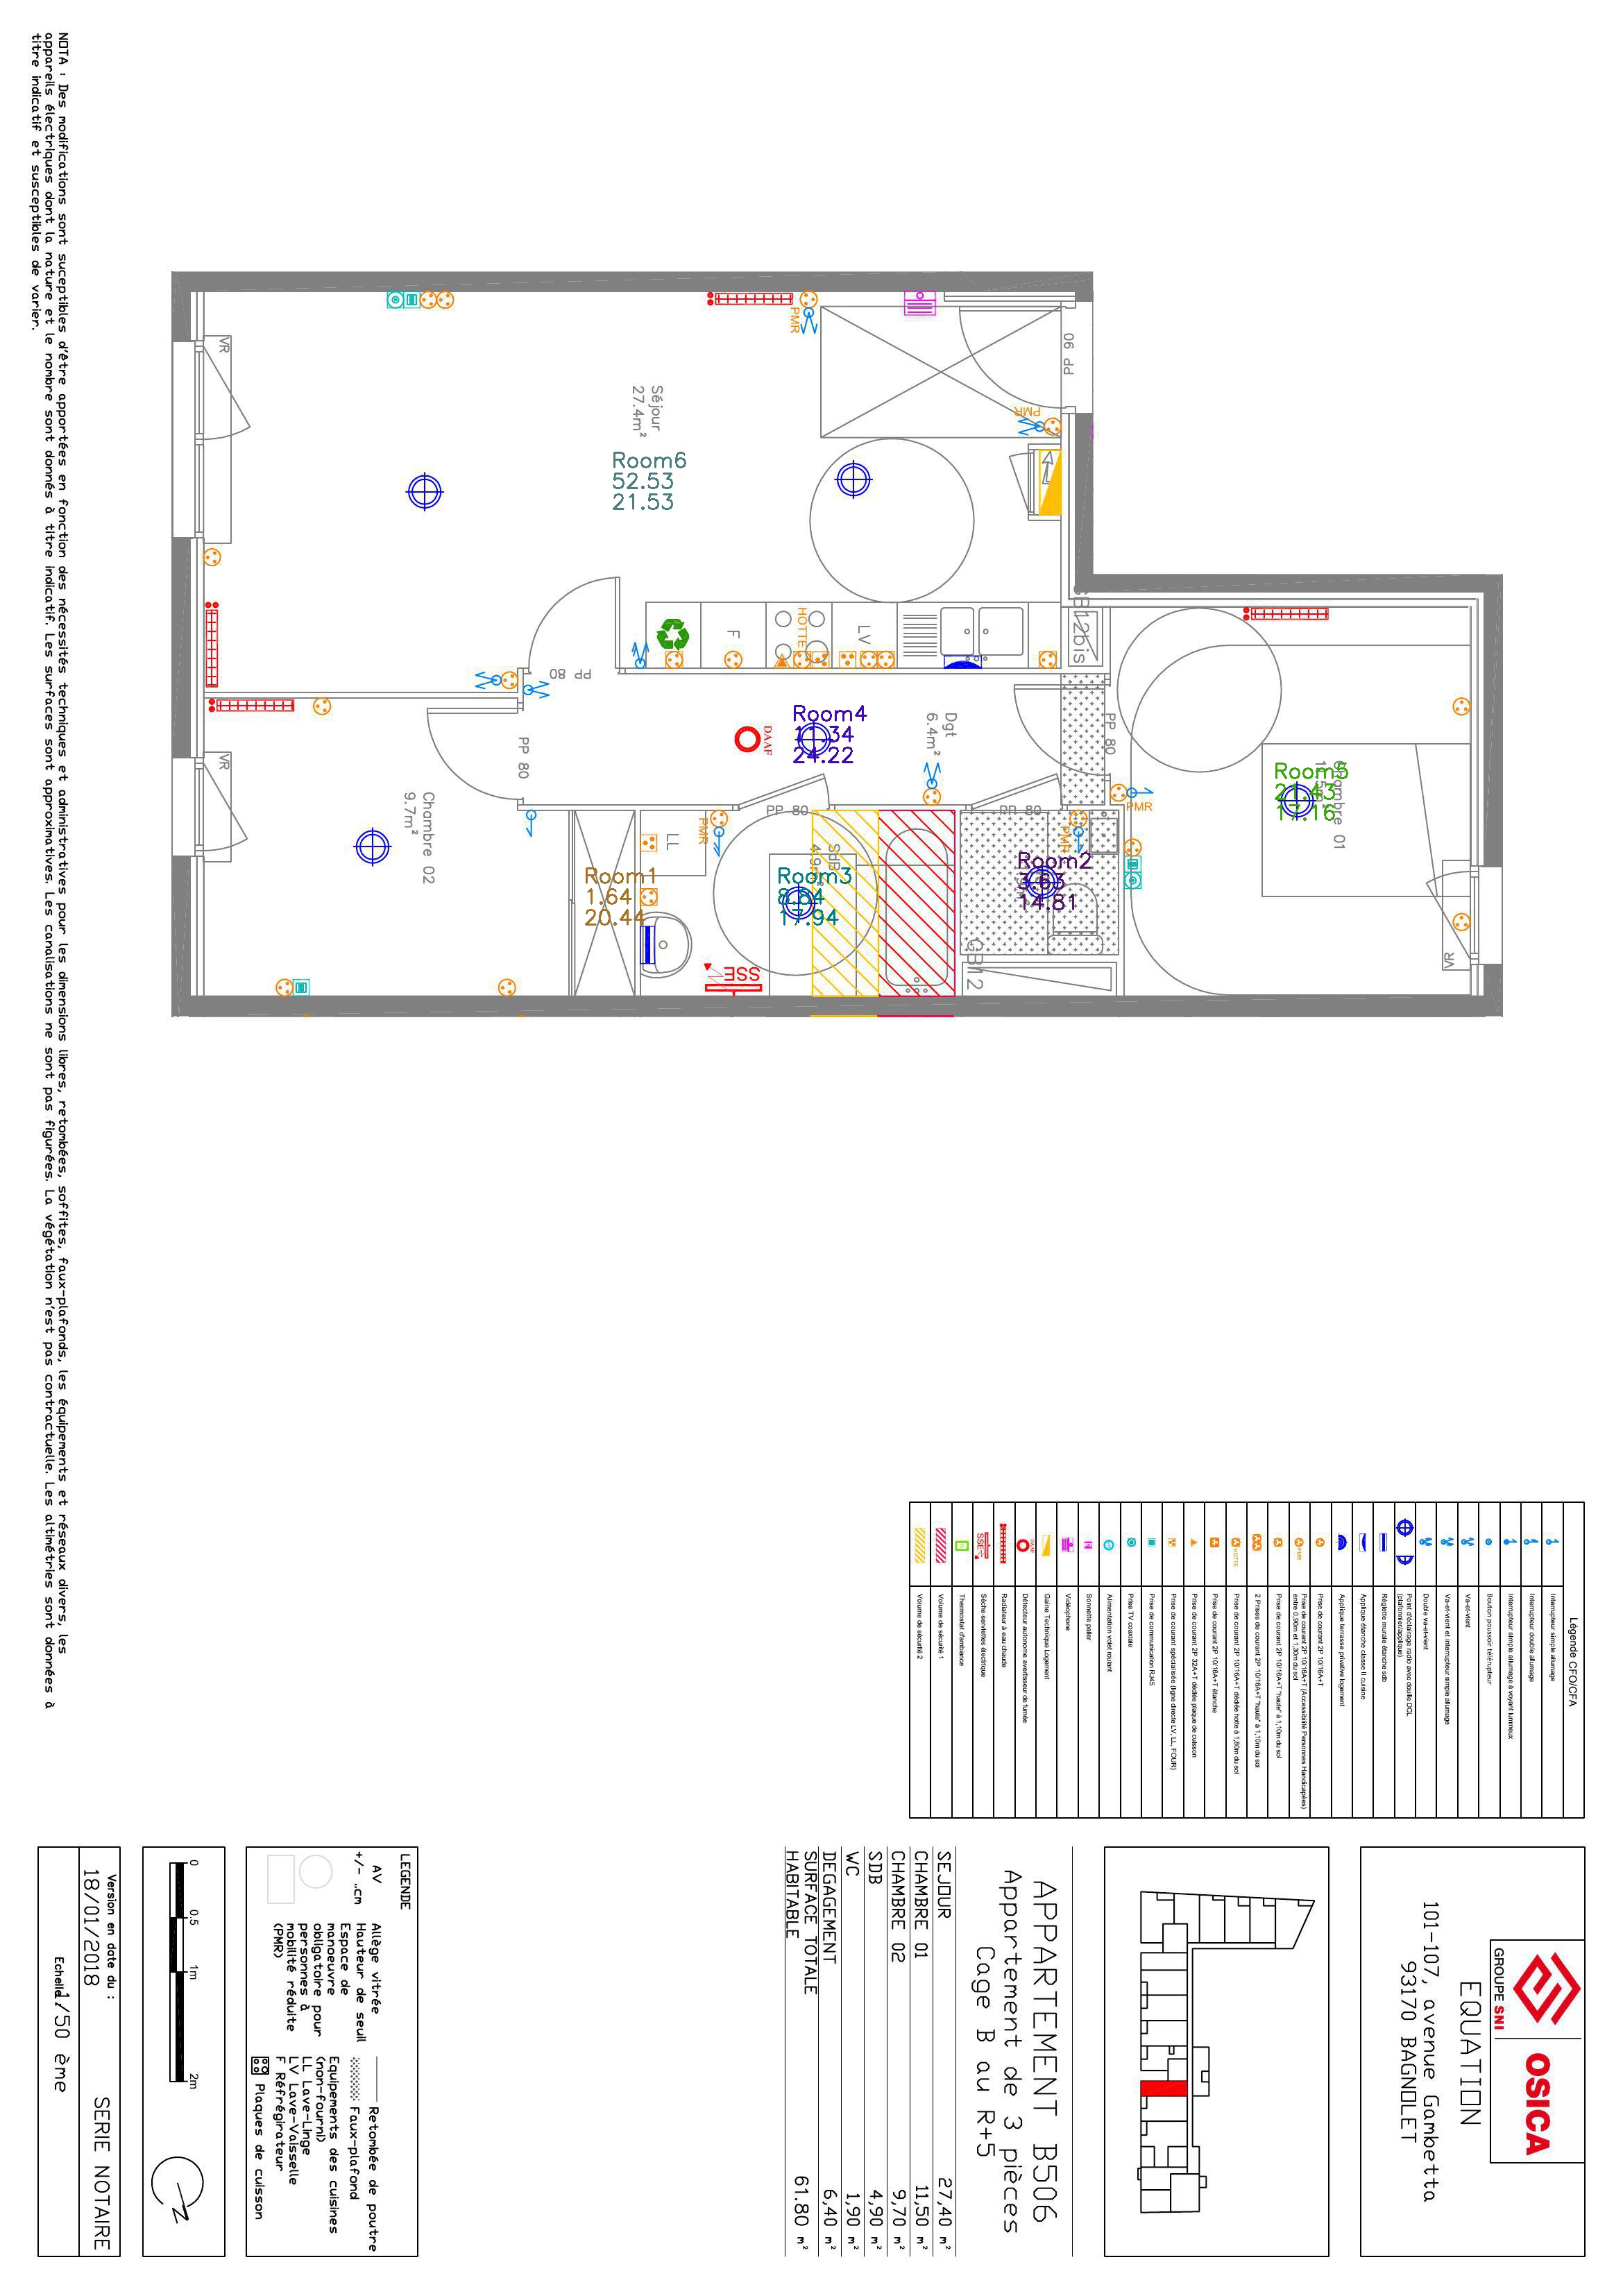 NOTA : Des modifications sont suceptibles d'être apportées en fonction des nécessités techniques et administratives pour les dimensions libres, retombées, soffites, faux-plafonds, les équipements et réseaux divers, les
appareils électriques dont la nature et le nombre sont donnés à titre indicatif. Les surfaces sont approximatives. Les canalisations ne sont pas figurées. La végétation n'est pas contractuelle. Les altimétries sont données à
titre indicatif et susceptibles de varier.
VR
PMR
PP 90
PMR
Séjour
27.4m²
Room6
52.53
21.53
F
HOTTE
LV
PP 80
Room4
11.34
24.22
DAAF
Dgt
6.4m²
PP 80
PP 80
VR
PP 80
PP 80
PMR
Room5
17.16
Chambre 01
Chambre 02
9.7m²
LL
PMR
PMR
Room1
1.64
20.44
SdB
Room3
8.84
17.94
Room2
3.63
14.81
SSE
GB12
VR
Légende CFO/CFA
Interrupteur simple allumage
Interrupteur double allumage
Interrupteur simple allumage à voyant lumineux
Bouton poussoir télérupteur
Va-et-vient
Va-et-vient et interrupteur simple allumage
Double va-et-vient
Point d'éclairage radio avec douille DCL
(plafonnier/applique)
Réglette murale étanche sdb
Applique étanche classe II cuisine
Applique terrasse privative logement
Prise de courant 2P 10/16A+T
PMR
Prise de courant 2P 10/16A+T (Accessibilité Personnes Handicapées)
entre 0,90m et 1,30m du sol
Prise de courant 2P 10/16A+T "haute" à 1,10m du sol
2 Prises de courant 2P 10/16A+T "haute" à 1,10m du sol
HOTTE
Prise de courant 2P 10/16A+T dédiée hotte à 1,80m du sol
Prise de courant 2P 10/16A+T étanche
Prise de courant 2P 32A+T dédiée plaque de cuisson
Prise de courant spécialisée (ligne directe LV, LL, FOUR)
Prise de communication RJ45
Prise TV coaxiale
Alimentation volet roulant
Sonnette palier
Vidéophone
Gaine Technique Logement
DAAF
Détecteur autonome avertisseur de fumée
Radiateur à eau chaude
SSE
Sèche-serviettes électrique
Thermostat d'ambiance
Volume de sécurité 1
Volume de sécurité 2
GROUPE SNI
OSICA
EQUATION
101-107, avenue Gambetta
93170 BAGNOLET
APPARTEMENT B506
Appartement de 3 pièces
Cage B au R+5
SEJOUR 27,40 m²
CHAMBRE 01 11,50 m²
CHAMBRE 02 9,70 m²
SDB 4,90 m²
WC 1,90 m²
DEGAGEMENT 6,40 m²
SURFACE TOTALE
HABITABLE 61.80 m²
LEGENDE
AV Allège vitrée
+/- ..cm Hauteur de seuil
Espace de
manoeuvre
obligatoire pour
personnes à
mobilité réduite
(PMR)
Retombée de poutre
Faux-plafond
Equipements des cuisines
(non-fourni)
LL Lave-Linge
LV Lave-Vaisselle
F Réfrigérateur
Plaques de cuisson
0 0.5 1m 2m
Version en date du :
18/01/2018
SERIE NOTAIRE
Echelle 1/50 ème